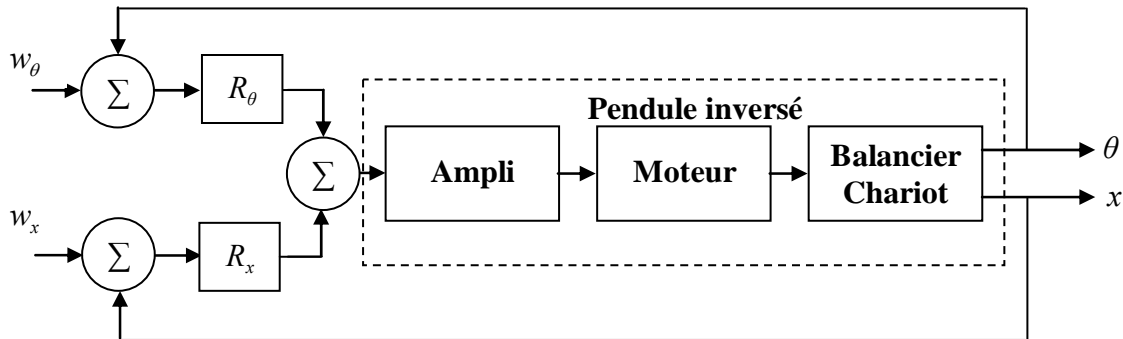 w_θ
Σ
R_θ
Pendule inversé
Σ
Ampli
Moteur
Balancier
Chariot
θ
x
w_x
Σ
R_x